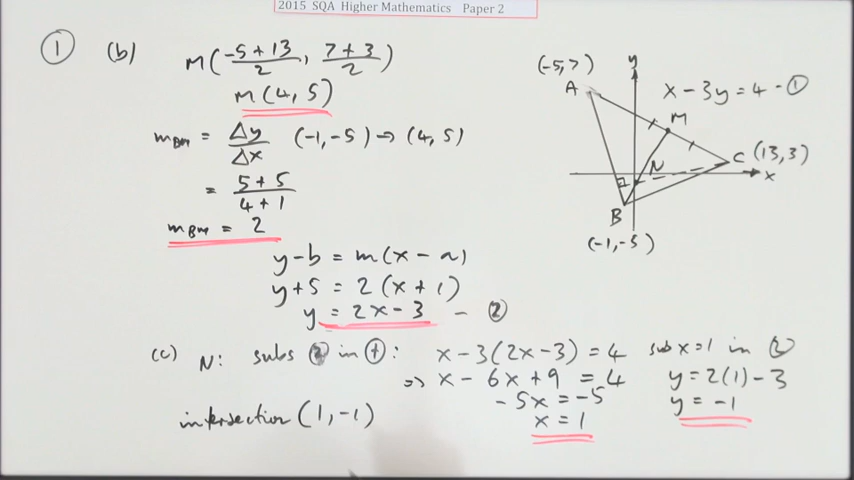 2015 SQA Higher Mathematics Paper 2
① (b) M(-5+13/2, 7+3/2)
M(4,5)
mBM = Δy/Δx (-1,-5) → (4,5)
= 5+5/4+1
mBM = 2
y-b = m(x-a)
y+5 = 2(x+1)
y = 2x-3 - ②
(-5,7)
y
A
x-3y=4-①
M
C (13,3)
N
x
B
(-1,-5)
(c) N: subs ② in ①: x-3(2x-3)=4
⇒ x-6x+9=4
-5x=-5
x=1
sub x=1 in ②
y=2(1)-3
y=-1
intersection (1,-1)